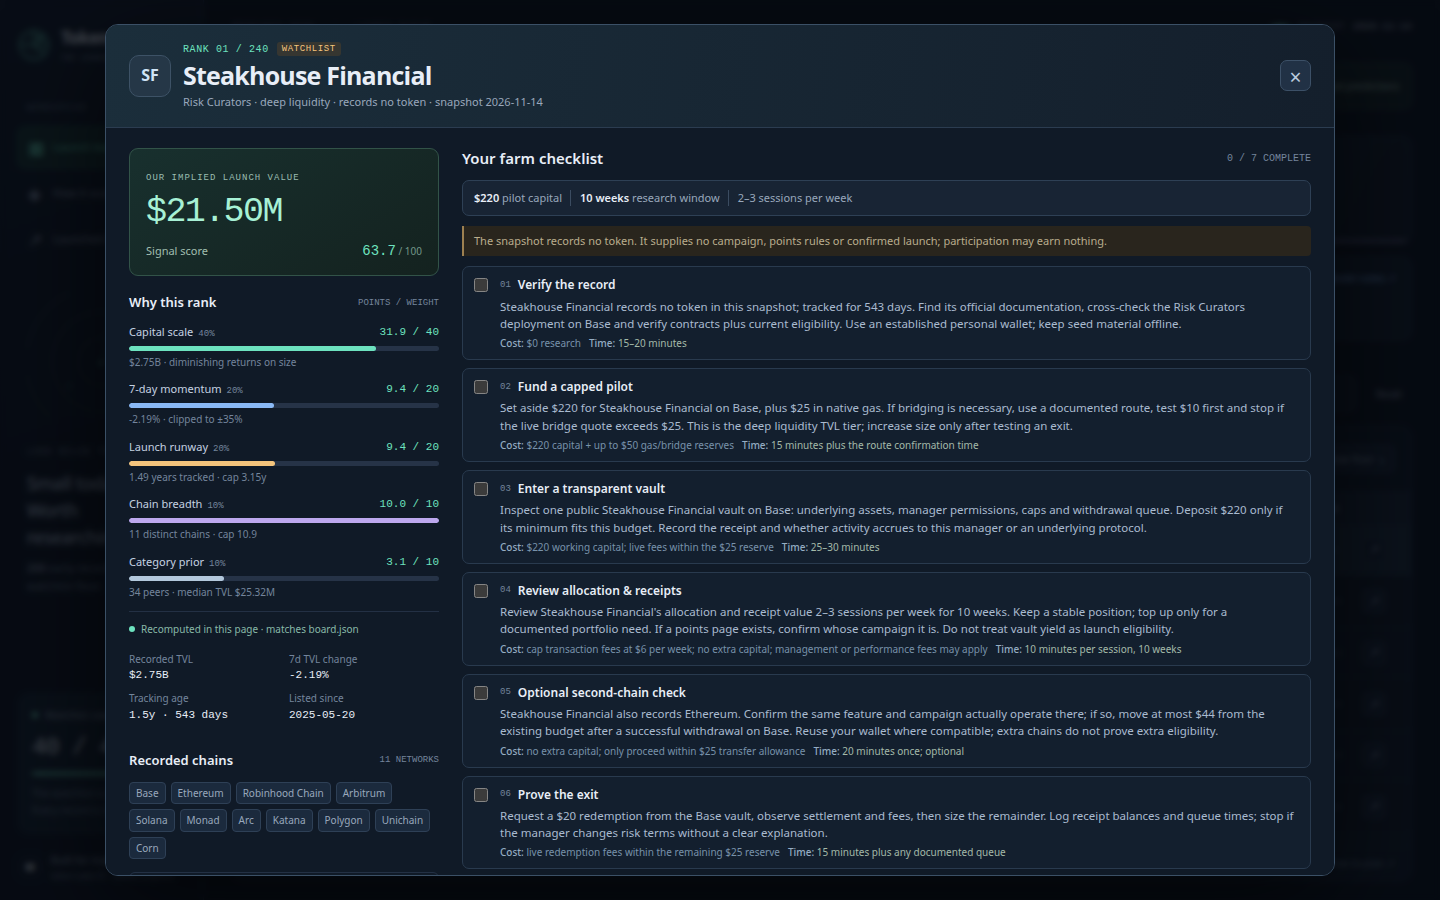 RANK 01 / 240 WATCHLIST
SF
Steakhouse Financial
Risk Curators · deep liquidity · records no token · snapshot 2026-11-14
×
OUR IMPLIED LAUNCH VALUE
$21.50M
Signal score 63.7 / 100
Why this rank POINTS / WEIGHT
Capital scale 40% 31.9 / 40
$2.75B · diminishing returns on size
7-day momentum 20% 9.4 / 20
-2.19% · clipped to ±35%
Launch runway 20% 9.4 / 20
1.49 years tracked · cap 3.15y
Chain breadth 10% 10.0 / 10
11 distinct chains · cap 10.9
Category prior 10% 3.1 / 10
34 peers · median TVL $25.32M
Recomputed in this page · matches board.json
Recorded TVL 7d TVL change
$2.75B -2.19%
Tracking age Listed since
1.5y · 543 days 2025-05-20
Recorded chains 11 NETWORKS
Base Ethereum Robinhood Chain Arbitrum
Solana Monad Arc Katana Polygon Unichain
Corn
Your farm checklist 0 / 7 COMPLETE
$220 pilot capital 10 weeks research window 2–3 sessions per week
The snapshot records no token. It supplies no campaign, points rules or confirmed launch; participation may earn nothing.
01 Verify the record
Steakhouse Financial records no token in this snapshot; tracked for 543 days. Find its official documentation, cross-check the Risk Curators
deployment on Base and verify contracts plus current eligibility. Use an established personal wallet; keep seed material offline.
Cost: $0 research Time: 15–20 minutes
02 Fund a capped pilot
Set aside $220 for Steakhouse Financial on Base, plus $25 in native gas. If bridging is necessary, use a documented route, test $10 first and stop if
the live bridge quote exceeds $25. This is the deep liquidity TVL tier; increase size only after testing an exit.
Cost: $220 capital + up to $50 gas/bridge reserves Time: 15 minutes plus the route confirmation time
03 Enter a transparent vault
Inspect one public Steakhouse Financial vault on Base: underlying assets, manager permissions, caps and withdrawal queue. Deposit $220 only if
its minimum fits this budget. Record the receipt and whether activity accrues to this manager or an underlying protocol.
Cost: $220 working capital; live fees within the $25 reserve Time: 25–30 minutes
04 Review allocation & receipts
Review Steakhouse Financial's allocation and receipt value 2–3 sessions per week for 10 weeks. Keep a stable position; top up only for a
documented portfolio need. If a points page exists, confirm whose campaign it is. Do not treat vault yield as launch eligibility.
Cost: cap transaction fees at $6 per week; no extra capital; management or performance fees may apply Time: 10 minutes per session, 10 weeks
05 Optional second-chain check
Steakhouse Financial also records Ethereum. Confirm the same feature and campaign actually operate there; if so, move at most $44 from the
existing budget after a successful withdrawal on Base. Reuse your wallet where compatible; extra chains do not prove extra eligibility.
Cost: no extra capital; only proceed within $25 transfer allowance Time: 20 minutes once; optional
06 Prove the exit
Request a $20 redemption from the Base vault, observe settlement and fees, then size the remainder. Log receipt balances and queue times; stop if
the manager changes risk terms without a clear explanation.
Cost: live redemption fees within the remaining $25 reserve Time: 15 minutes plus any documented queue